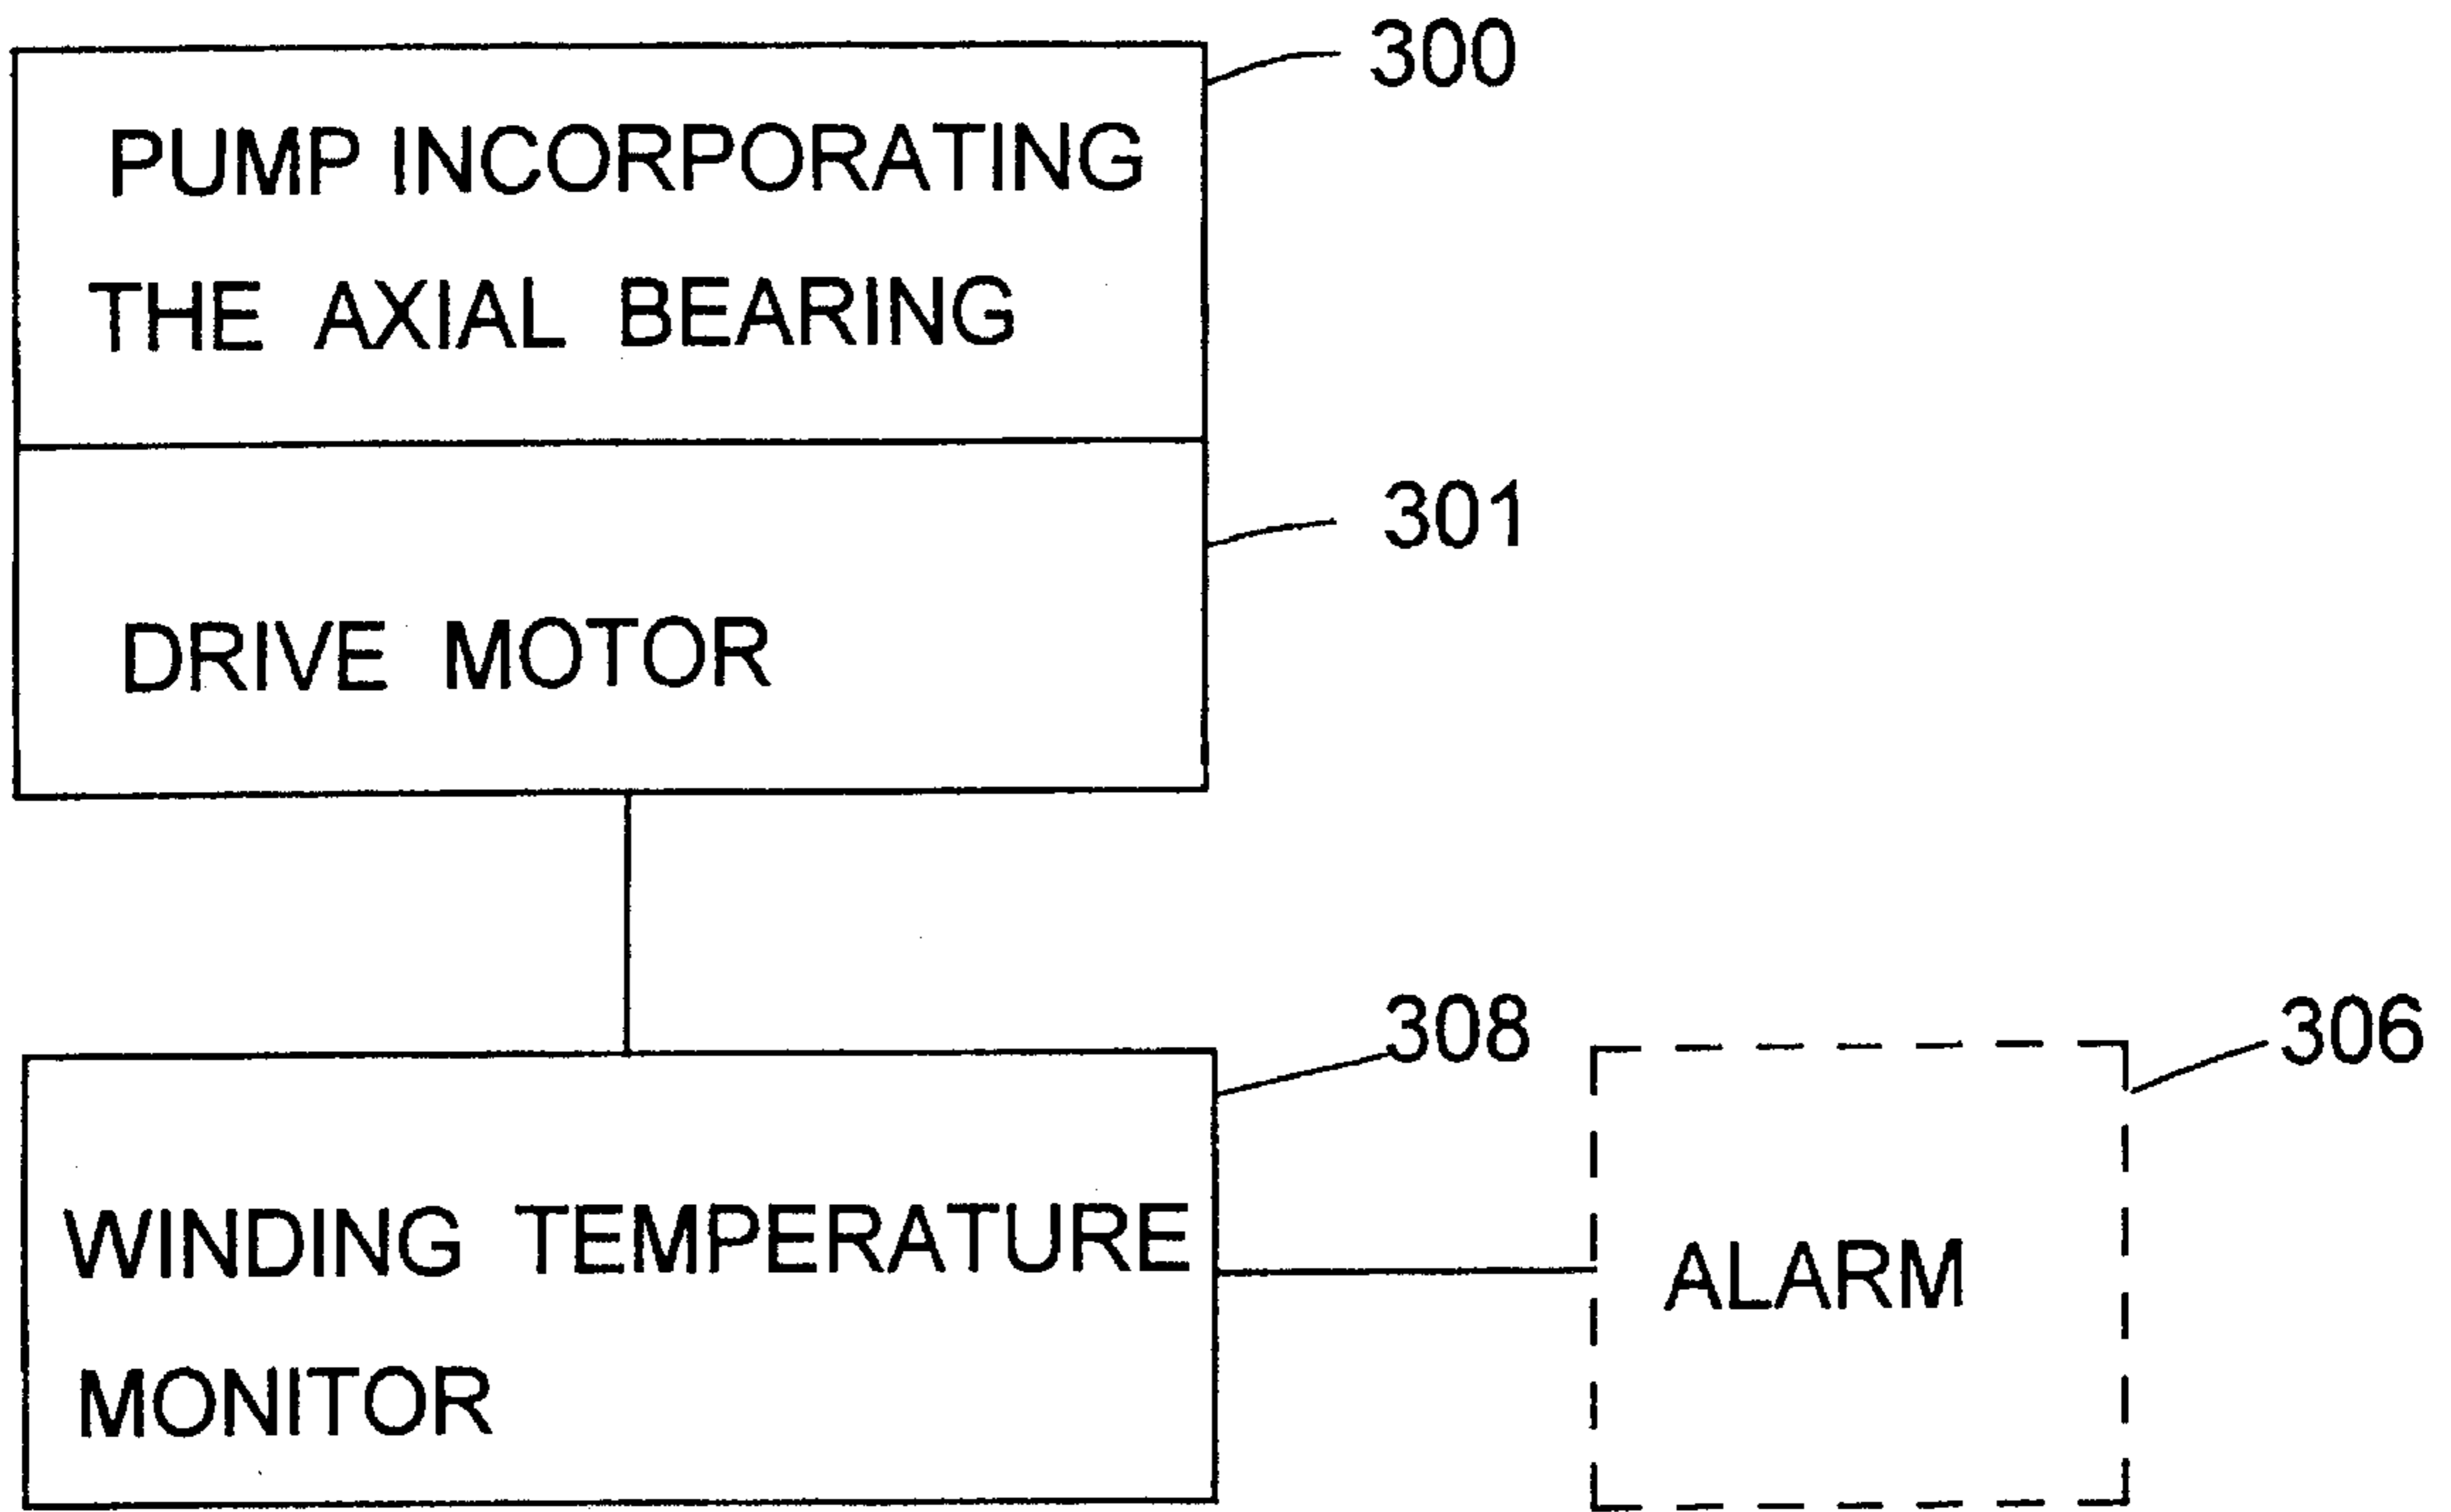 300
PUMP INCORPORATING
THE AXIAL BEARING
301
DRIVE MOTOR
308
306
WINDING TEMPERATURE
ALARM
MONITOR